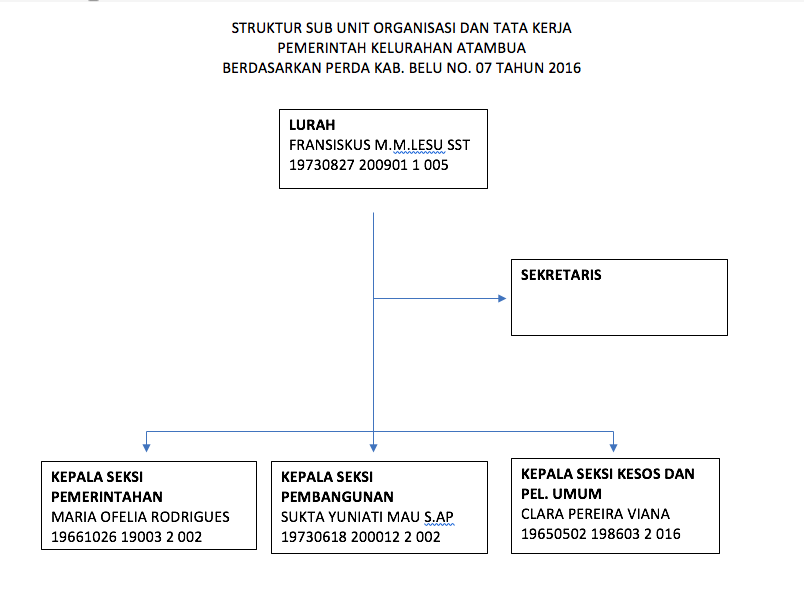 STRUKTUR SUB UNIT ORGANISASI DAN TATA KERJA
PEMERINTAH KELURAHAN ATAMBUA
BERDASARKAN PERDA KAB. BELU NO. 07 TAHUN 2016
LURAH
FRANSISKUS M.M.LESU SST
19730827 200901 1 005
SEKRETARIS
KEPALA SEKSI
PEMERINTAHAN
MARIA OFELIA RODRIGUES
19661026 19003 2 002
KEPALA SEKSI
PEMBANGUNAN
SUKTA YUNIATI MAU S.AP
19730618 200012 2 002
KEPALA SEKSI KESOS DAN
PEL. UMUM
CLARA PEREIRA VIANA
19650502 198603 2 016